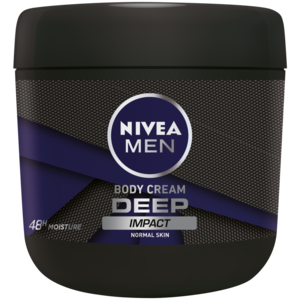 NIVEA
MEN
BODY CREAM
DEEP
IMPACT
NORMAL SKIN
48H MOISTURE